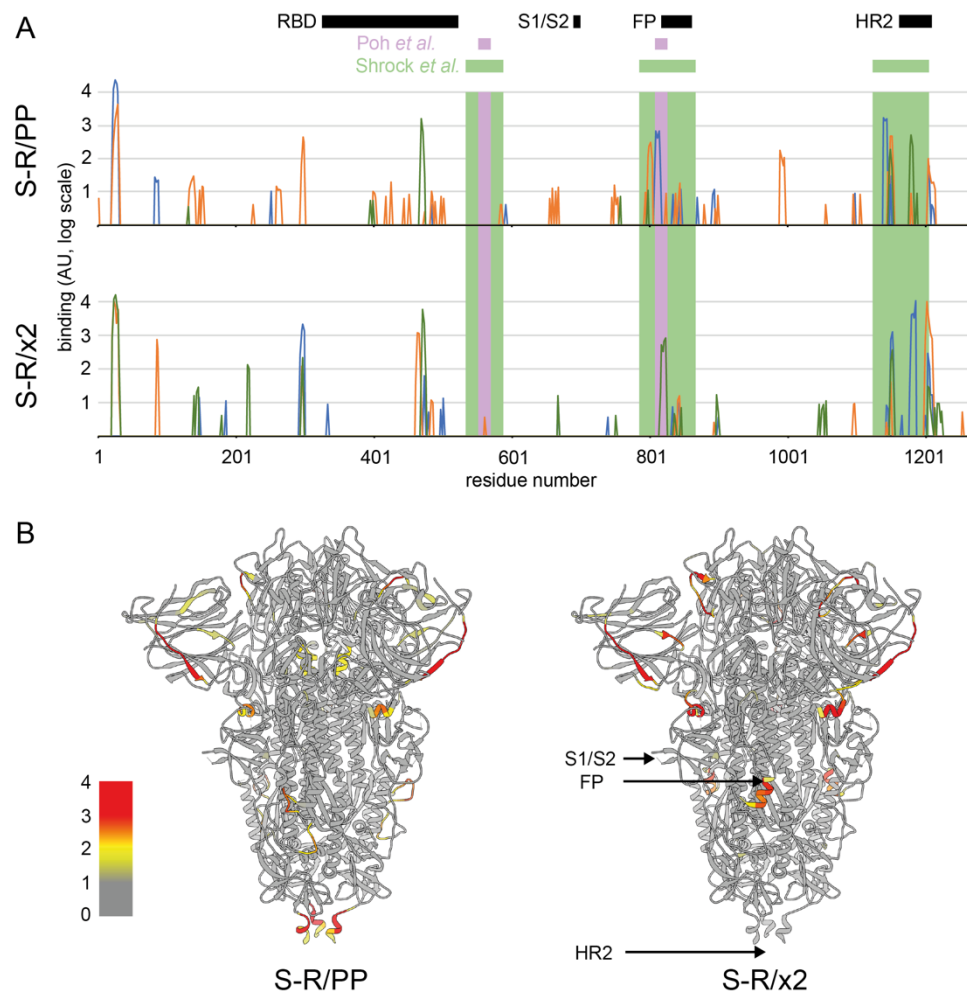 A
RBD S1/S2 FP HR2
Poh et al.
Shrock et al.
S-R/PP
4
3
2
1
binding (AU, log scale)
S-R/x2
4
3
2
1
1 201 401 601 801 1001 1201
residue number
B
S1/S2
FP
4
3
2
1
0
HR2
S-R/PP S-R/x2